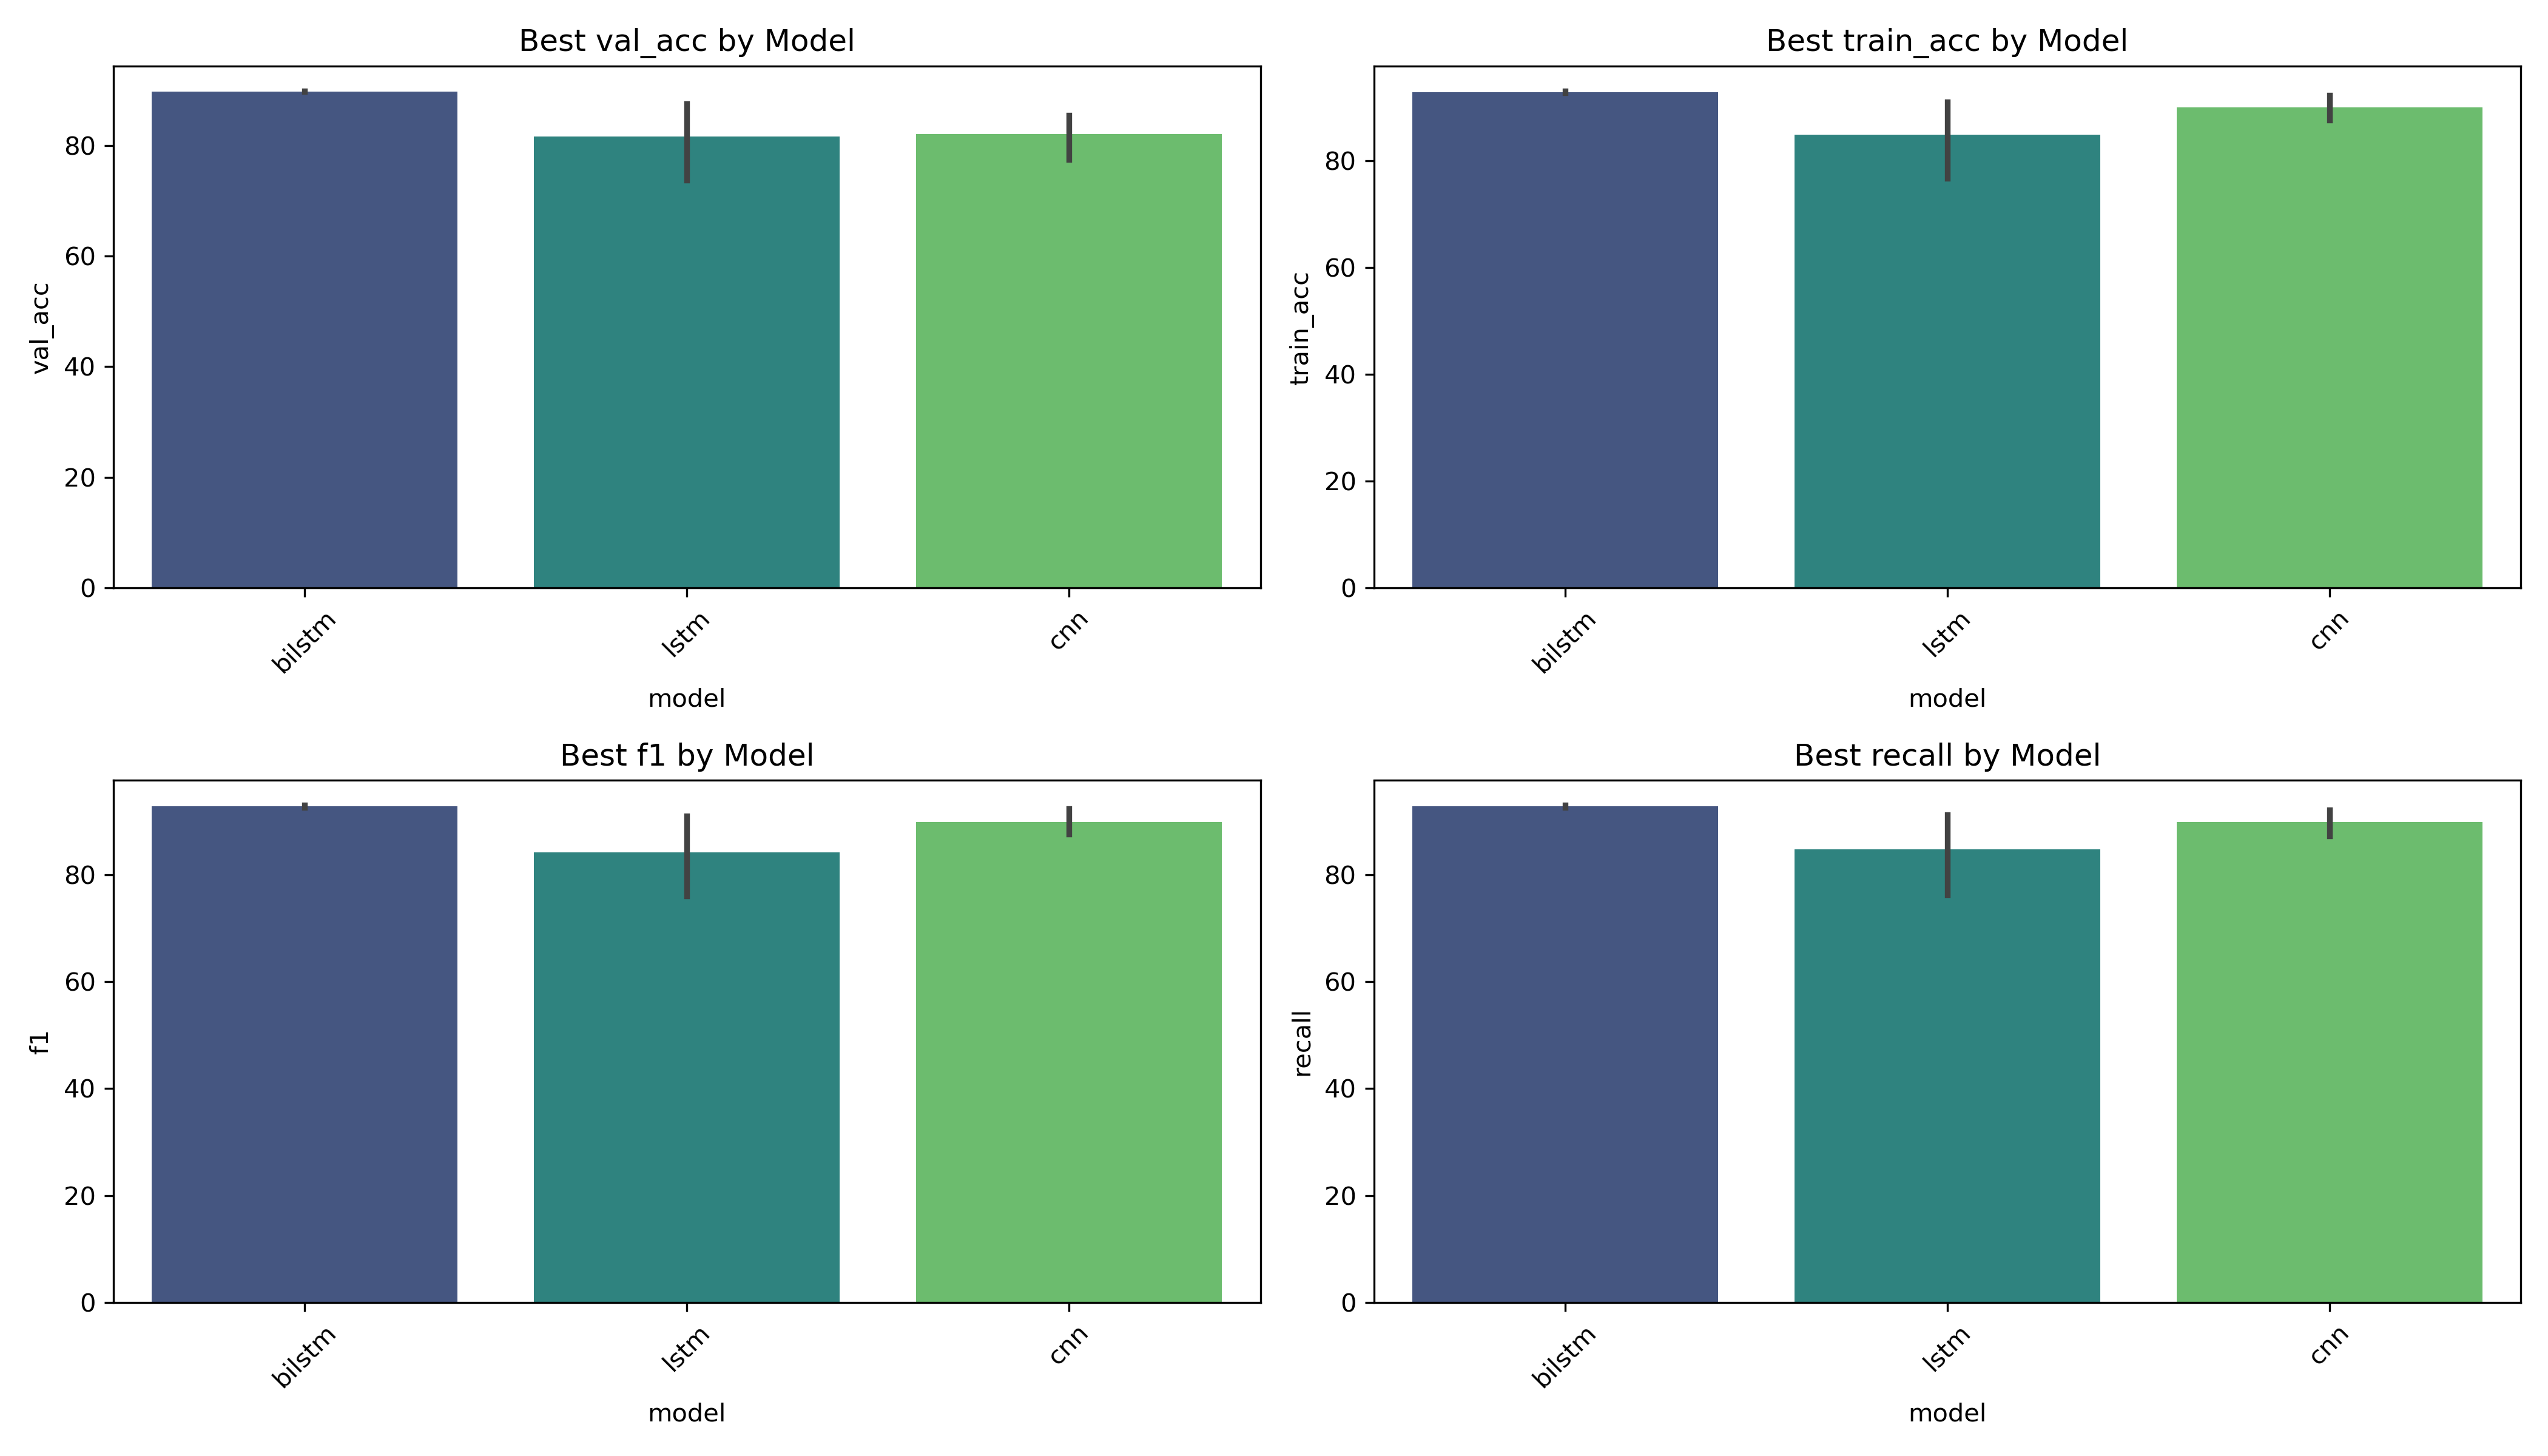 Best val_acc by Model
val_acc
80
60
40
20
0
bilstm lstm cnn
model
Best train_acc by Model
train_acc
80
60
40
20
0
bilstm lstm cnn
model
Best f1 by Model
f1
80
60
40
20
0
bilstm lstm cnn
model
Best recall by Model
recall
80
60
40
20
0
bilstm lstm cnn
model